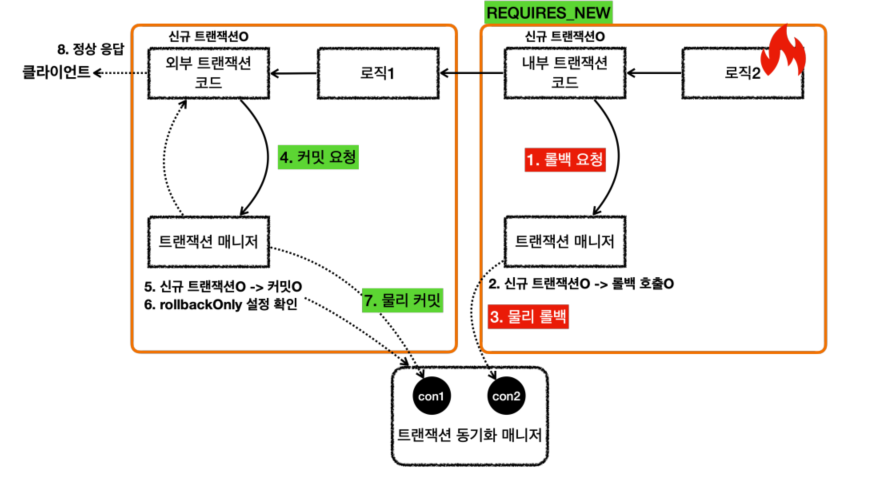 REQUIRES_NEW
신규 트랜잭션O
신규 트랜잭션O
8. 정상 응답
클라이언트
외부 트랜잭션
코드
로직1
내부 트랜잭션
코드
로직2
4. 커밋 요청
1. 롤백 요청
트랜잭션 매니저
트랜잭션 매니저
5. 신규 트랜잭션O -> 커밋O
6. rollbackOnly 설정 확인
7. 물리 커밋
2. 신규 트랜잭션O -> 롤백 호출O
3. 물리 롤백
con1
con2
트랜잭션 동기화 매니저